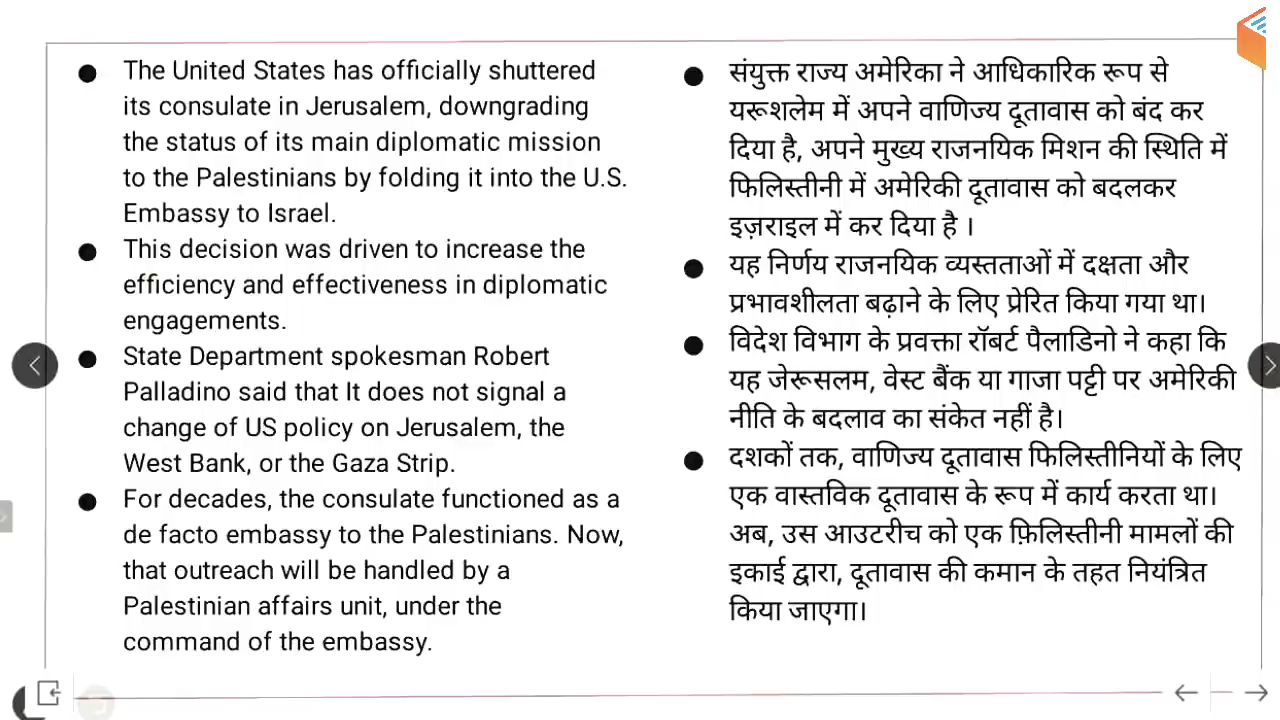 The United States has officially shuttered
its consulate in Jerusalem, downgrading
the status of its main diplomatic mission
to the Palestinians by folding it into the U.S.
Embassy to Israel.
This decision was driven to increase the
efficiency and effectiveness in diplomatic
engagements.
State Department spokesman Robert
Palladino said that It does not signal a
change of US policy on Jerusalem, the
West Bank, or the Gaza Strip.
For decades, the consulate functioned as a
de facto embassy to the Palestinians. Now,
that outreach will be handled by a
Palestinian affairs unit, under the
command of the embassy.
संयुक्त राज्य अमेरिका ने आधिकारिक रूप से
यरूशलेम में अपने वाणिज्य दूतावास को बंद कर
दिया है, अपने मुख्य राजनयिक मिशन की स्थिति में
फिलिस्तीनी में अमेरिकी दूतावास को बदलकर
इज़राइल में कर दिया है ।
यह निर्णय राजनयिक व्यस्तताओं में दक्षता और
प्रभावशीलता बढ़ाने के लिए प्रेरित किया गया था।
विदेश विभाग के प्रवक्ता रॉबर्ट पैलाडिनो ने कहा कि
यह जेरूसलम, वेस्ट बैंक या गाजा पट्टी पर अमेरिकी
नीति के बदलाव का संकेत नहीं है।
दशकों तक, वाणिज्य दूतावास फिलिस्तीनियों के लिए
एक वास्तविक दूतावास के रूप में कार्य करता था।
अब, उस आउटरीच को एक फ़िलिस्तीनी मामलों की
इकाई द्वारा, दूतावास की कमान के तहत नियंत्रित
किया जाएगा।